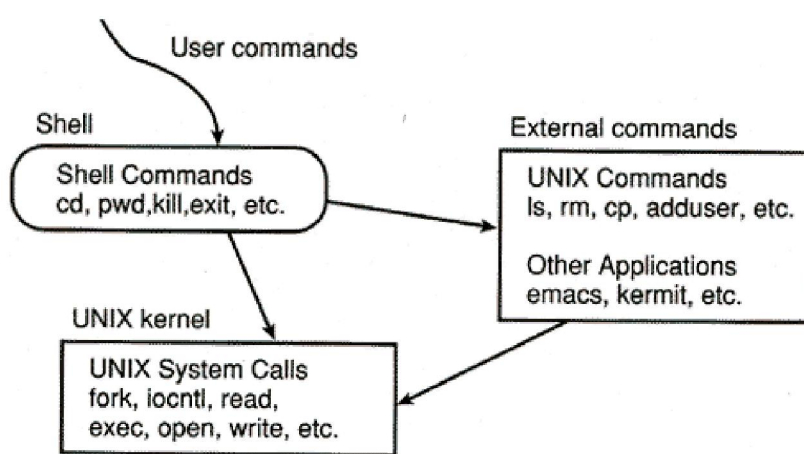 User commands
Shell
Shell Commands
cd, pwd,kill,exit, etc.
External commands
UNIX Commands
ls, rm, cp, adduser, etc.
Other Applications
emacs, kermit, etc.
UNIX kernel
UNIX System Calls
fork, iocntl, read,
exec, open, write, etc.